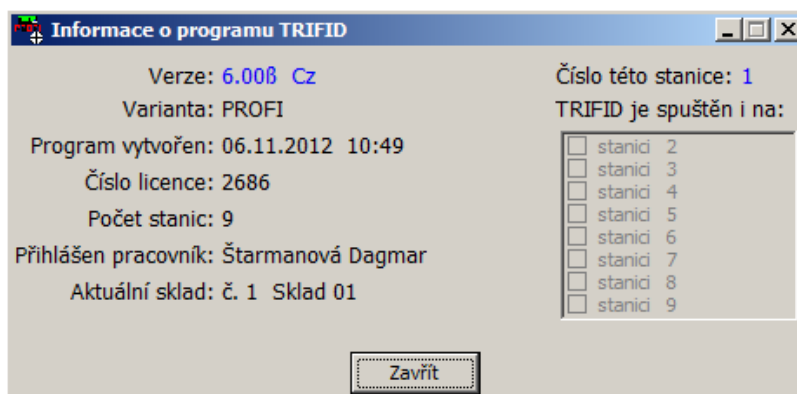 Informace o programu TRIFID
Verze: 6.00ß Cz
Varianta: PROFI
Program vytvořen: 06.11.2012 10:49
Číslo licence: 2686
Počet stanic: 9
Přihlášen pracovník: Štarmanová Dagmar
Aktuální sklad: č. 1 Sklad 01
Číslo této stanice: 1
TRIFID je spuštěn i na:
stanici 2
stanici 3
stanici 4
stanici 5
stanici 6
stanici 7
stanici 8
stanici 9
Zavřít